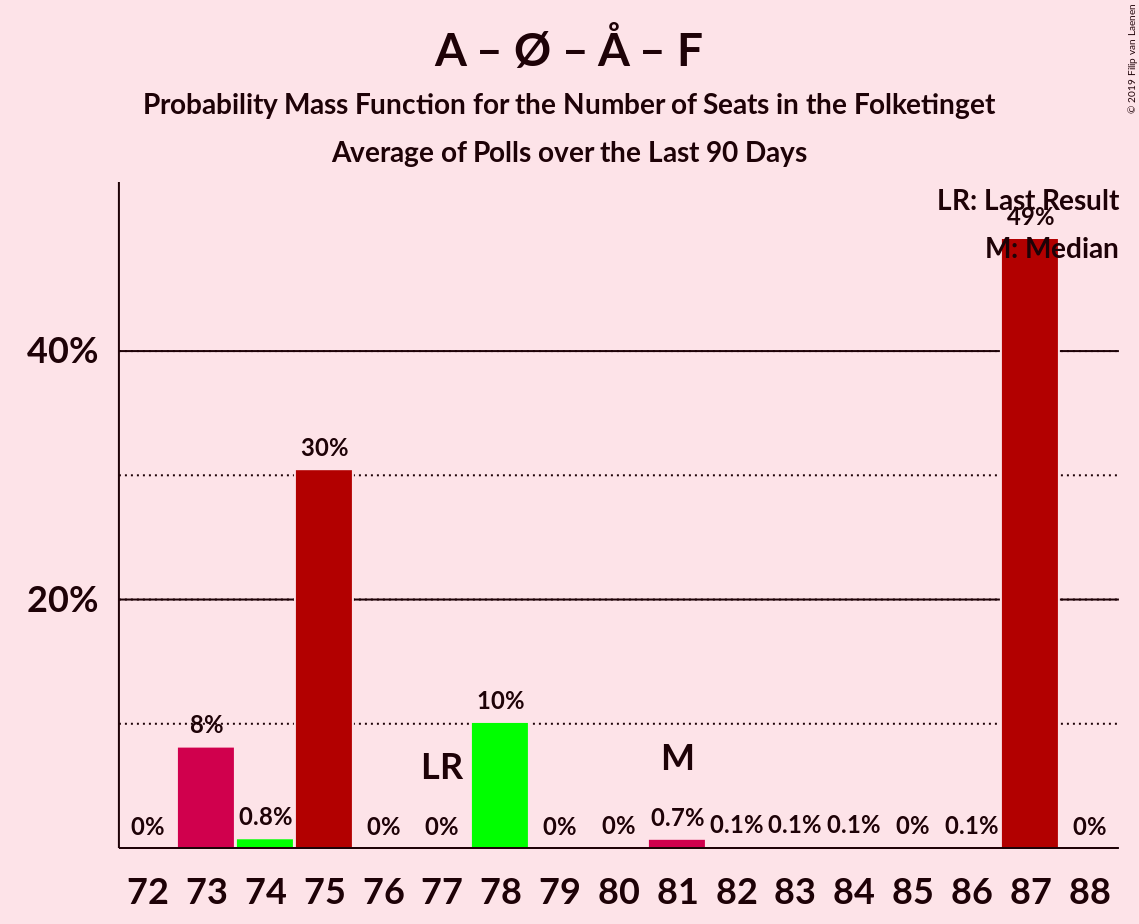 A – Ø – Å – F
Probability Mass Function for the Number of Seats in the Folketinget
Average of Polls over the Last 90 Days
© 2019 Filip van Laenen
LR: Last Result
49%
M: Median
40%
30%
20%
10%
8%
LR
M
0%
0.8%
0%
0%
0%
0%
0.7%
0.1%
0.1%
0.1%
0%
0.1%
0%
72 73 74 75 76 77 78 79 80 81 82 83 84 85 86 87 88